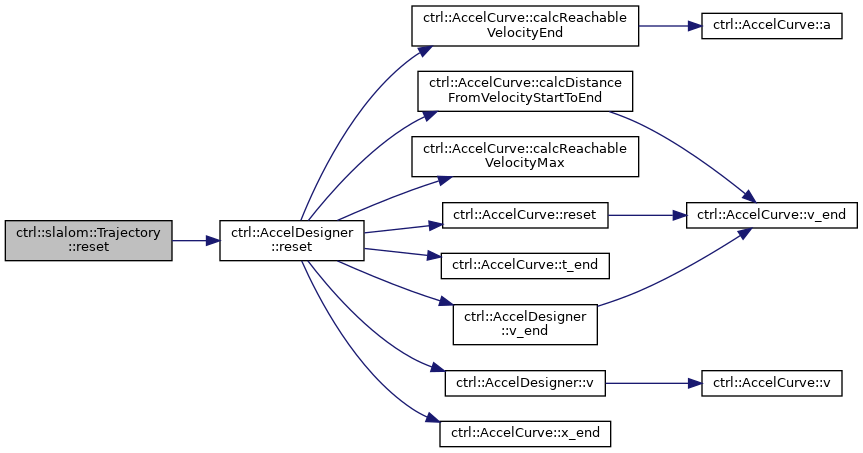 ctrl::slalom::Trajectory
::reset
ctrl::AccelDesigner
::reset
ctrl::AccelCurve::calcReachable
VelocityEnd
ctrl::AccelCurve::a
ctrl::AccelCurve::calcDistance
FromVelocityStartToEnd
ctrl::AccelCurve::calcReachable
VelocityMax
ctrl::AccelCurve::reset
ctrl::AccelCurve::v_end
ctrl::AccelCurve::t_end
ctrl::AccelDesigner
::v_end
ctrl::AccelDesigner::v
ctrl::AccelCurve::v
ctrl::AccelCurve::x_end